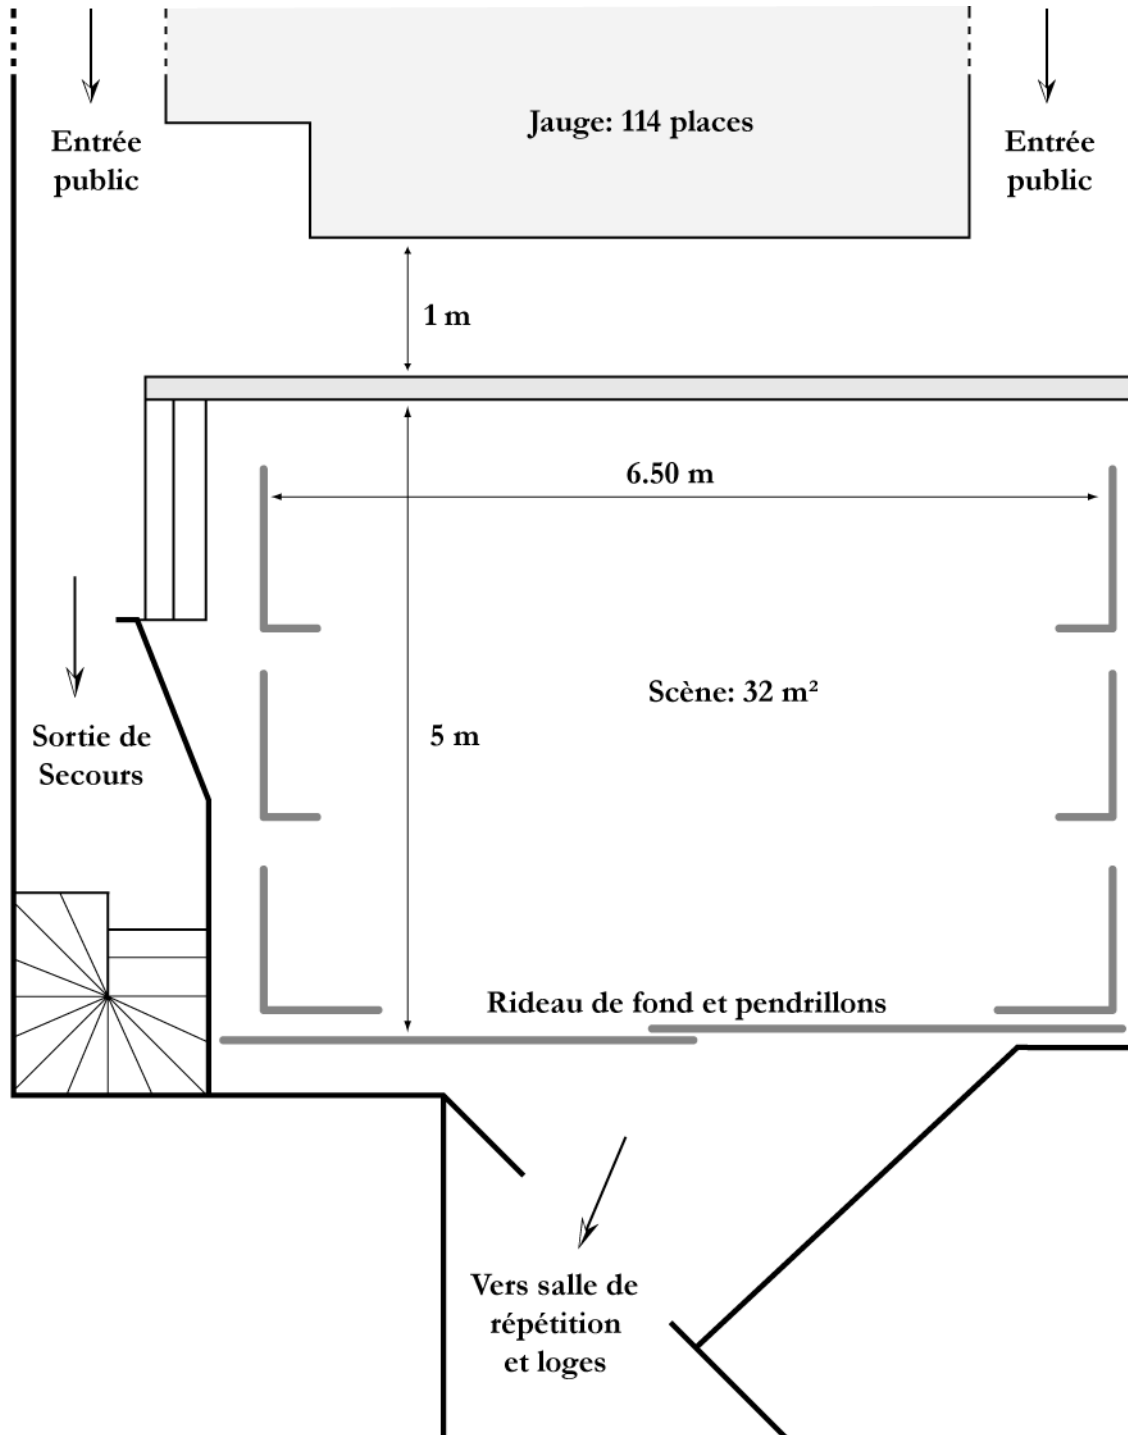 Jauge: 114 places
Entrée
public
Entrée
public
1 m
6.50 m
Scène: 32 m²
5 m
Sortie de
Secours
Rideau de fond et pendrillons
Vers salle de
répétition
et loges